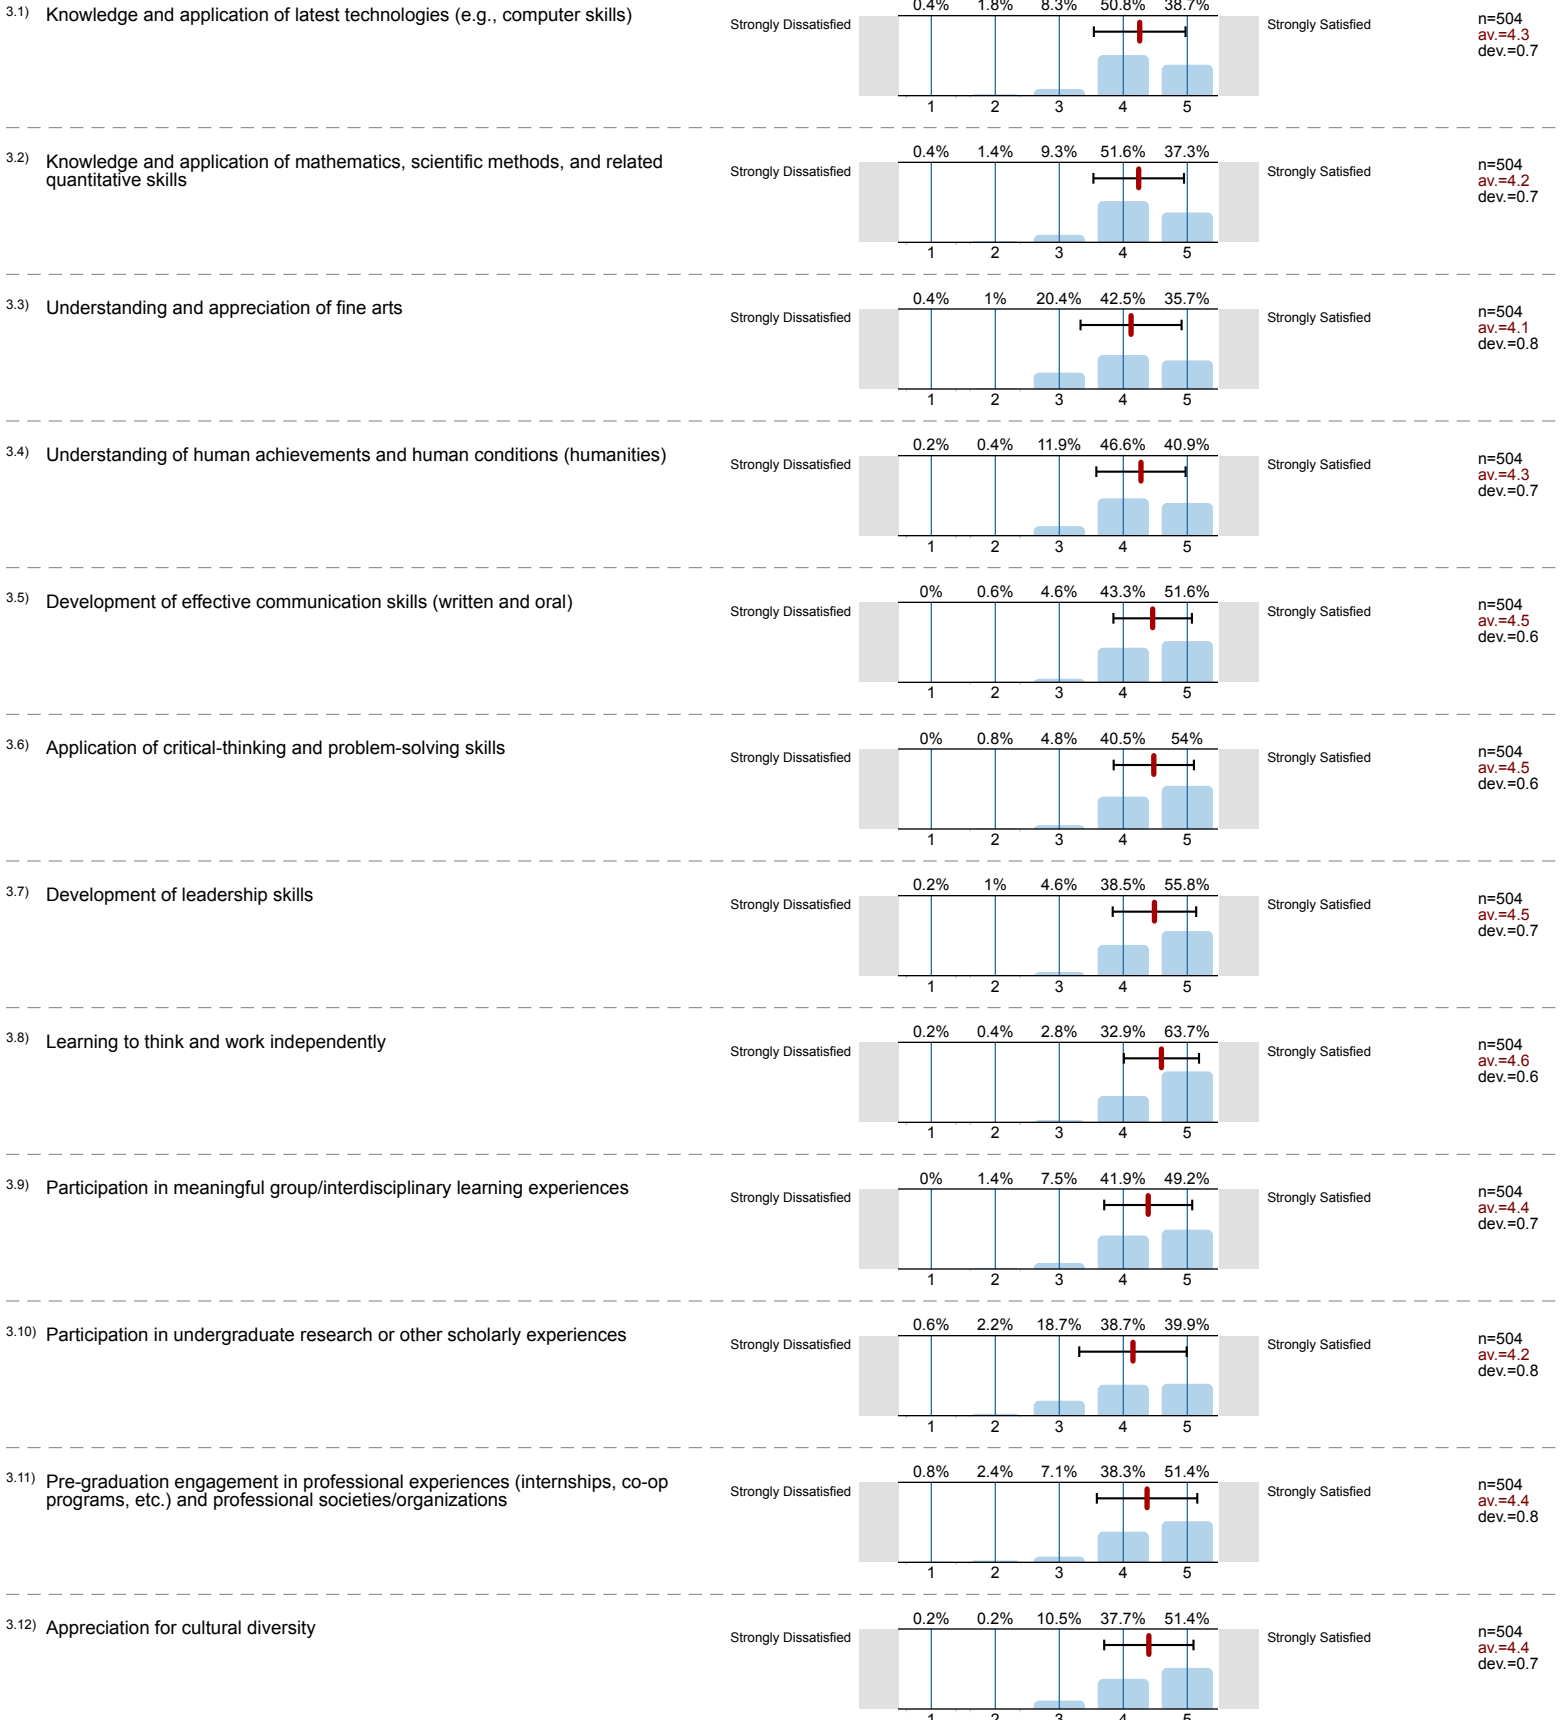 3.1) Knowledge and application of latest technologies (e.g., computer skills)
0.4% 1.8% 8.3% 50.8% 38.7%
Strongly Dissatisfied Strongly Satisfied
n=504
av.=4.3
dev.=0.7
1 2 3 4 5
3.2) Knowledge and application of mathematics, scientific methods, and related
quantitative skills
0.4% 1.4% 9.3% 51.6% 37.3%
Strongly Dissatisfied Strongly Satisfied
n=504
av.=4.2
dev.=0.7
1 2 3 4 5
3.3) Understanding and appreciation of fine arts
0.4% 1% 20.4% 42.5% 35.7%
Strongly Dissatisfied Strongly Satisfied
n=504
av.=4.1
dev.=0.8
1 2 3 4 5
3.4) Understanding of human achievements and human conditions (humanities)
0.2% 0.4% 11.9% 46.6% 40.9%
Strongly Dissatisfied Strongly Satisfied
n=504
av.=4.3
dev.=0.7
1 2 3 4 5
3.5) Development of effective communication skills (written and oral)
0% 0.6% 4.6% 43.3% 51.6%
Strongly Dissatisfied Strongly Satisfied
n=504
av.=4.5
dev.=0.6
1 2 3 4 5
3.6) Application of critical-thinking and problem-solving skills
0% 0.8% 4.8% 40.5% 54%
Strongly Dissatisfied Strongly Satisfied
n=504
av.=4.5
dev.=0.6
1 2 3 4 5
3.7) Development of leadership skills
0.2% 1% 4.6% 38.5% 55.8%
Strongly Dissatisfied Strongly Satisfied
n=504
av.=4.5
dev.=0.7
1 2 3 4 5
3.8) Learning to think and work independently
0.2% 0.4% 2.8% 32.9% 63.7%
Strongly Dissatisfied Strongly Satisfied
n=504
av.=4.6
dev.=0.6
1 2 3 4 5
3.9) Participation in meaningful group/interdisciplinary learning experiences
0% 1.4% 7.5% 41.9% 49.2%
Strongly Dissatisfied Strongly Satisfied
n=504
av.=4.4
dev.=0.7
1 2 3 4 5
3.10) Participation in undergraduate research or other scholarly experiences
0.6% 2.2% 18.7% 38.7% 39.9%
Strongly Dissatisfied Strongly Satisfied
n=504
av.=4.2
dev.=0.8
1 2 3 4 5
3.11) Pre-graduation engagement in professional experiences (internships, co-op
programs, etc.) and professional societies/organizations
0.8% 2.4% 7.1% 38.3% 51.4%
Strongly Dissatisfied Strongly Satisfied
n=504
av.=4.4
dev.=0.8
1 2 3 4 5
3.12) Appreciation for cultural diversity
0.2% 0.2% 10.5% 37.7% 51.4%
Strongly Dissatisfied Strongly Satisfied
n=504
av.=4.4
dev.=0.7
1 2 3 4 5